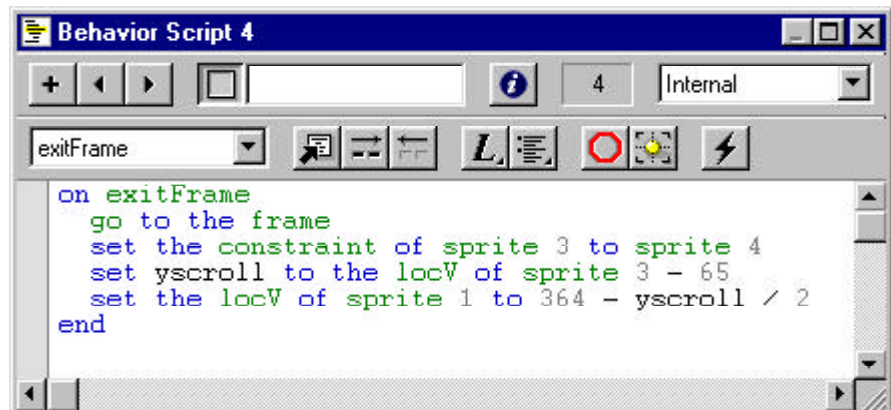 Behavior Script 4
4 Internal
exitFrame L
on exitFrame
  go to the frame
  set the constraint of sprite 3 to sprite 4
  set yscroll to the locV of sprite 3 - 65
  set the locV of sprite 1 to 364 - yscroll / 2
end